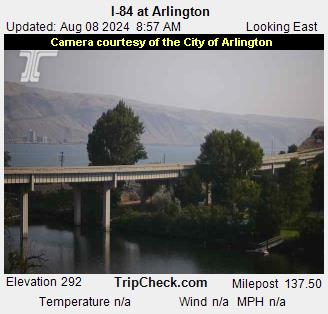 I-84 at Arlington
Updated: Aug 08 2024 8:57 AM Looking East
Camera courtesy of the City of Arlington
Elevation 292 TripCheck.com Milepost 137.50
Temperature n/a Wind n/a MPH n/a